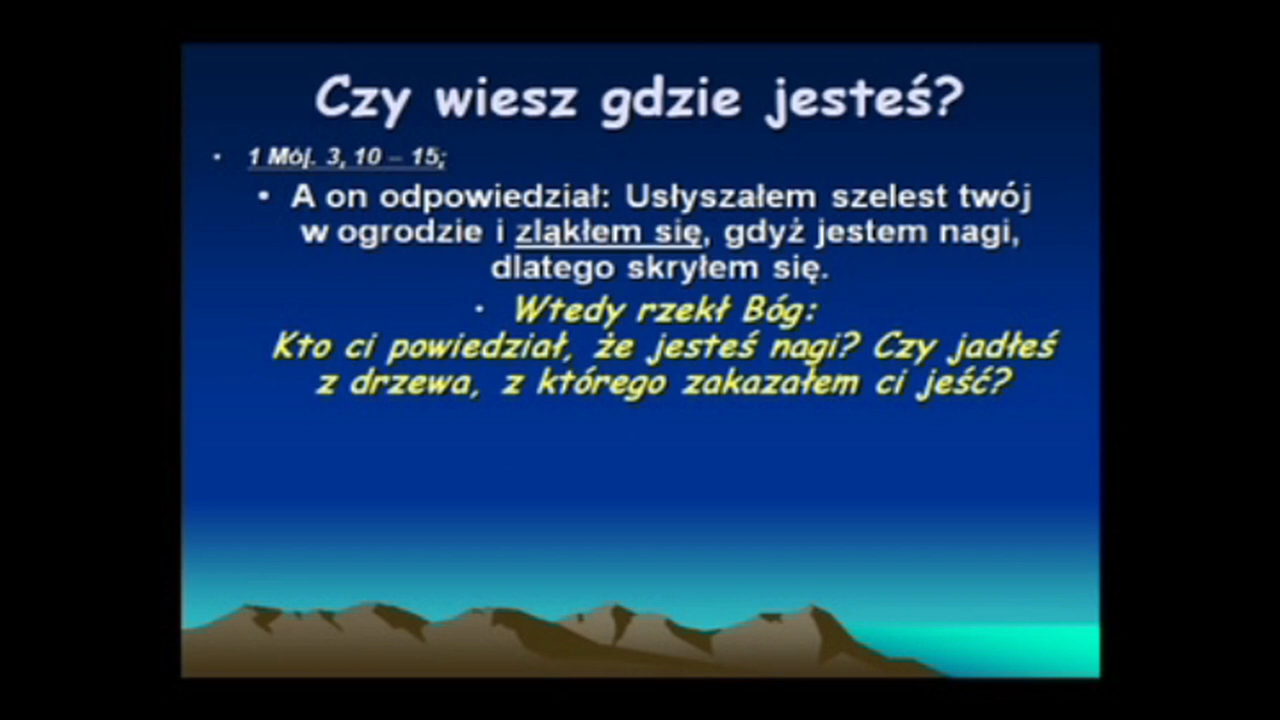 Czy wiesz gdzie jesteś?
• 1 Mój. 3, 10 – 15;
• A on odpowiedział: Usłyszałem szelest twój
w ogrodzie i zląkłem się, gdyż jestem nagi,
dlatego skryłem się.
• Wtedy rzekł Bóg:
Kto ci powiedział, że jesteś nagi? Czy jadłeś
z drzewa, z którego zakazałem ci jeść?